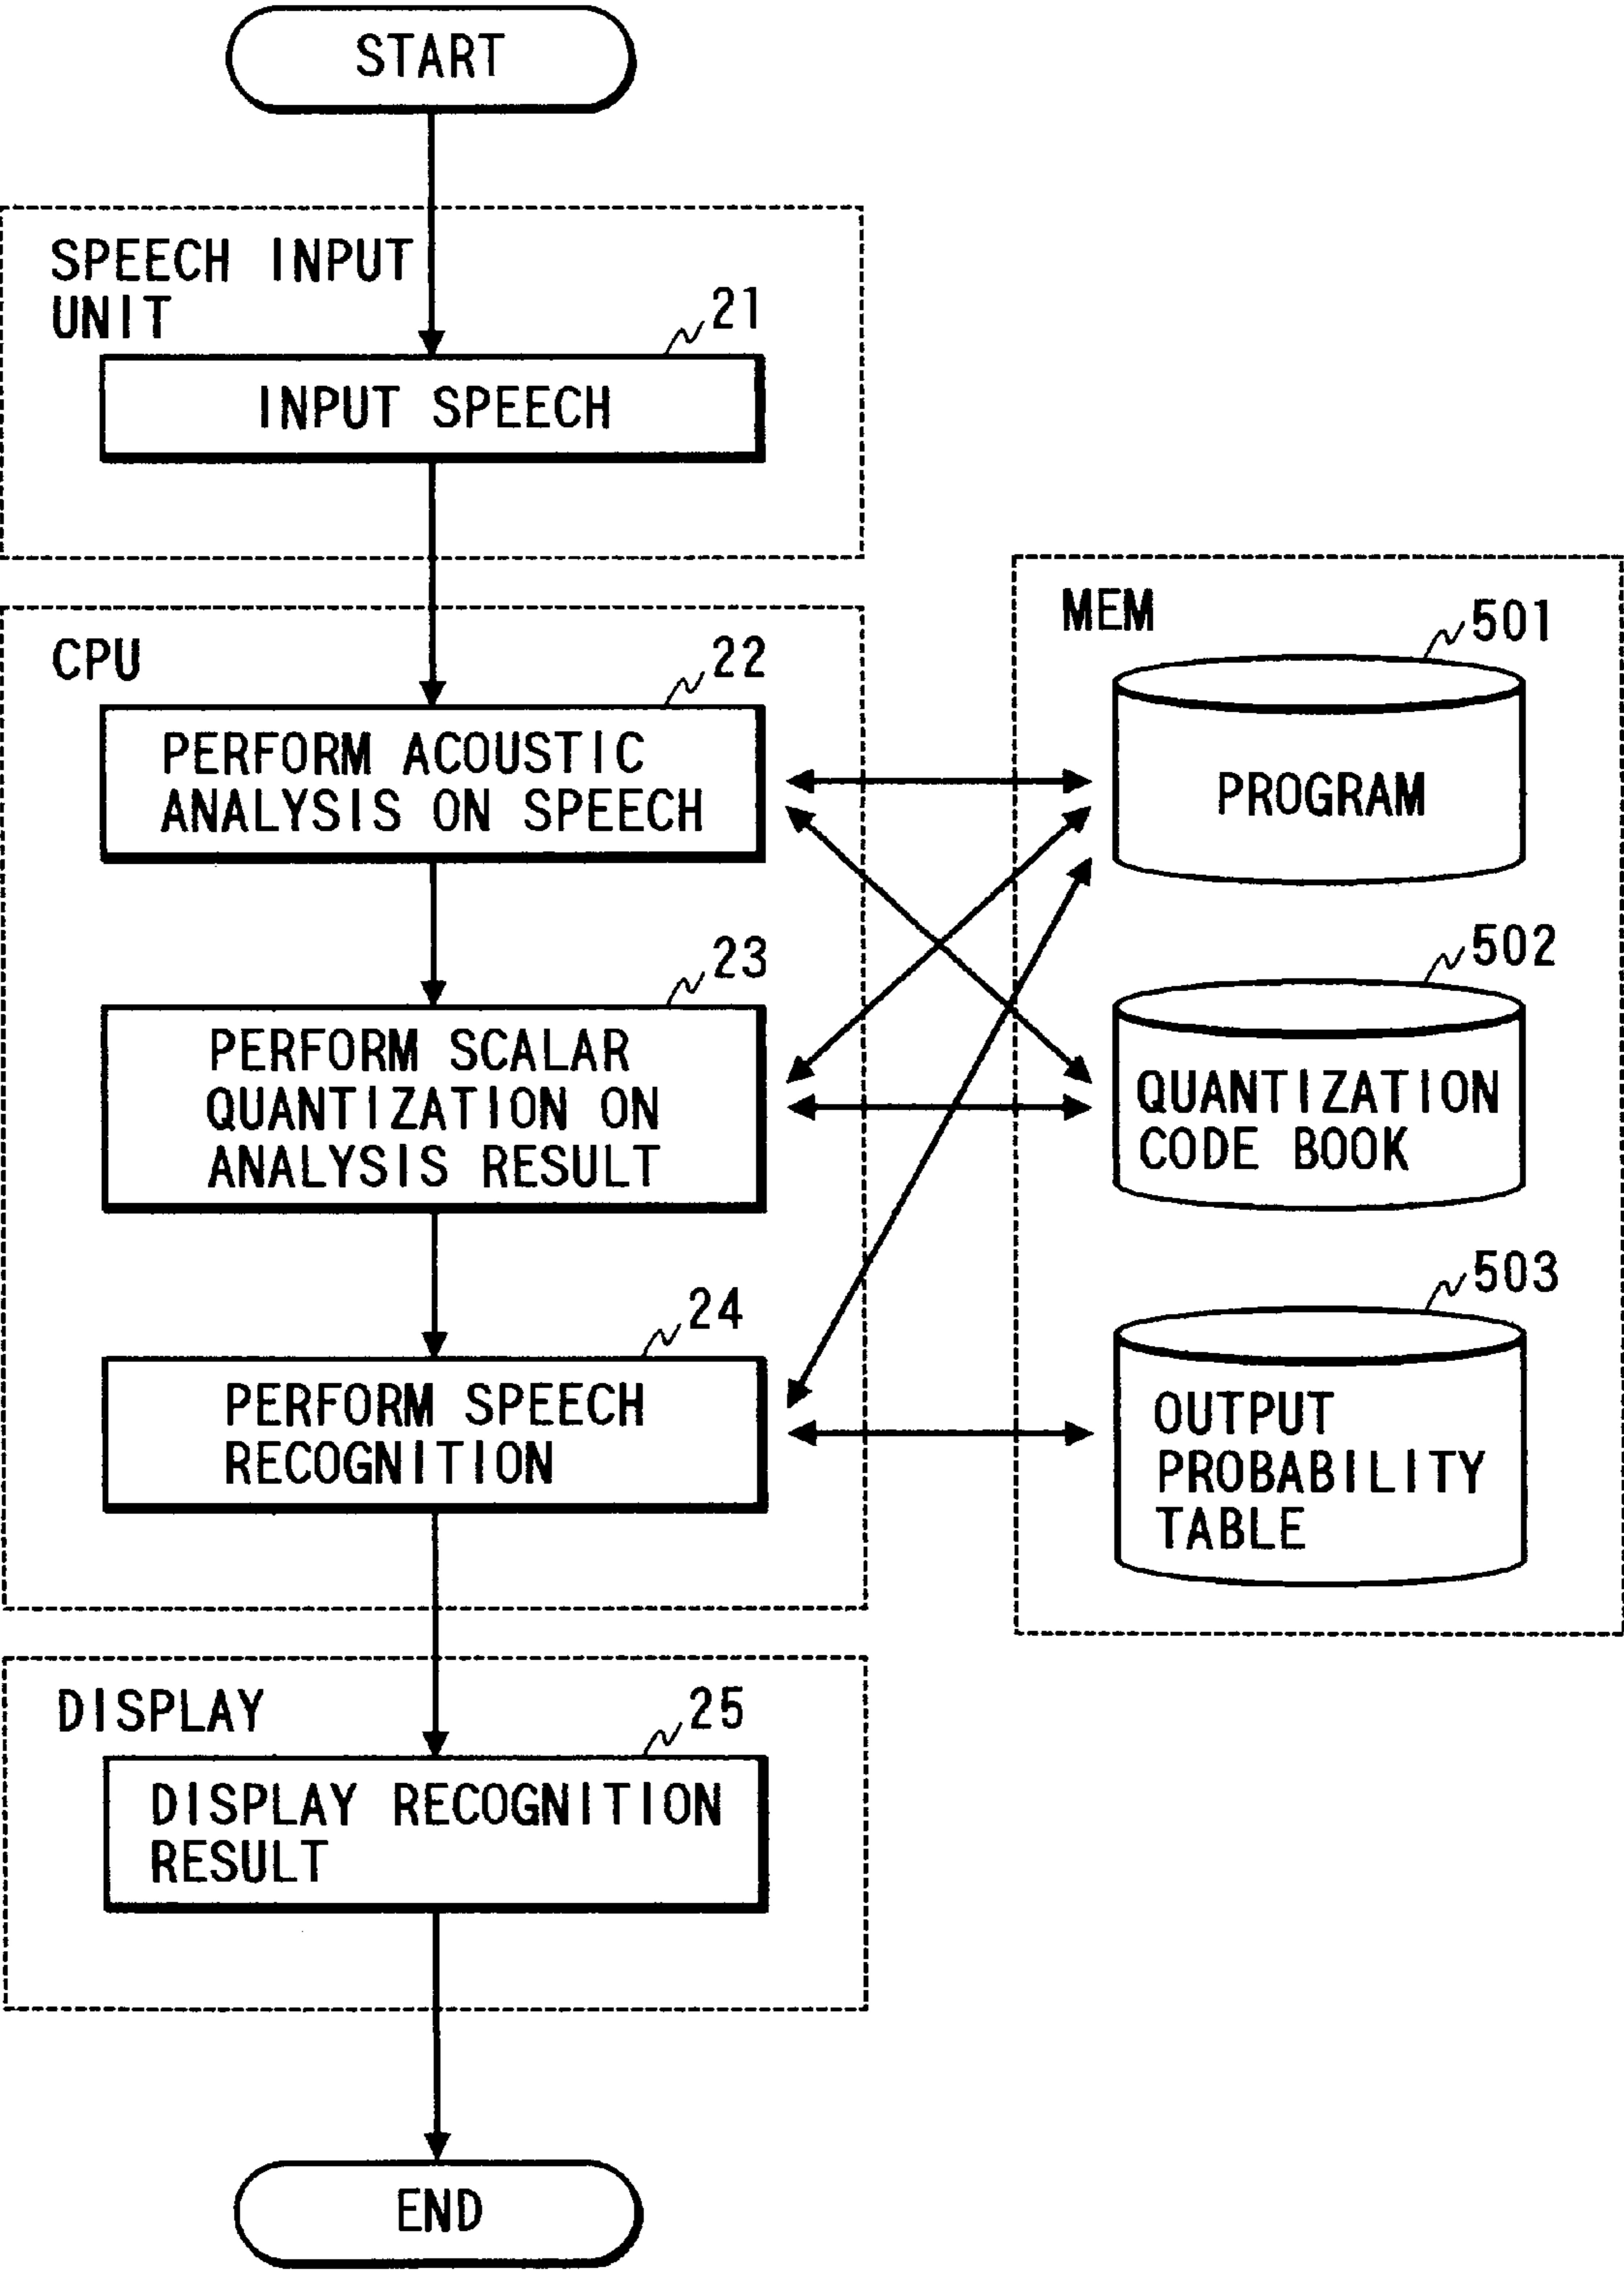 START
SPEECH INPUT
UNIT
21
INPUT SPEECH
CPU
22
PERFORM ACOUSTIC
ANALYSIS ON SPEECH
23
PERFORM SCALAR
QUANTIZATION ON
ANALYSIS RESULT
24
PERFORM SPEECH
RECOGNITION
MEM
501
PROGRAM
502
QUANTIZATION
CODE BOOK
503
OUTPUT
PROBABILITY
TABLE
DISPLAY
25
DISPLAY RECOGNITION
RESULT
END